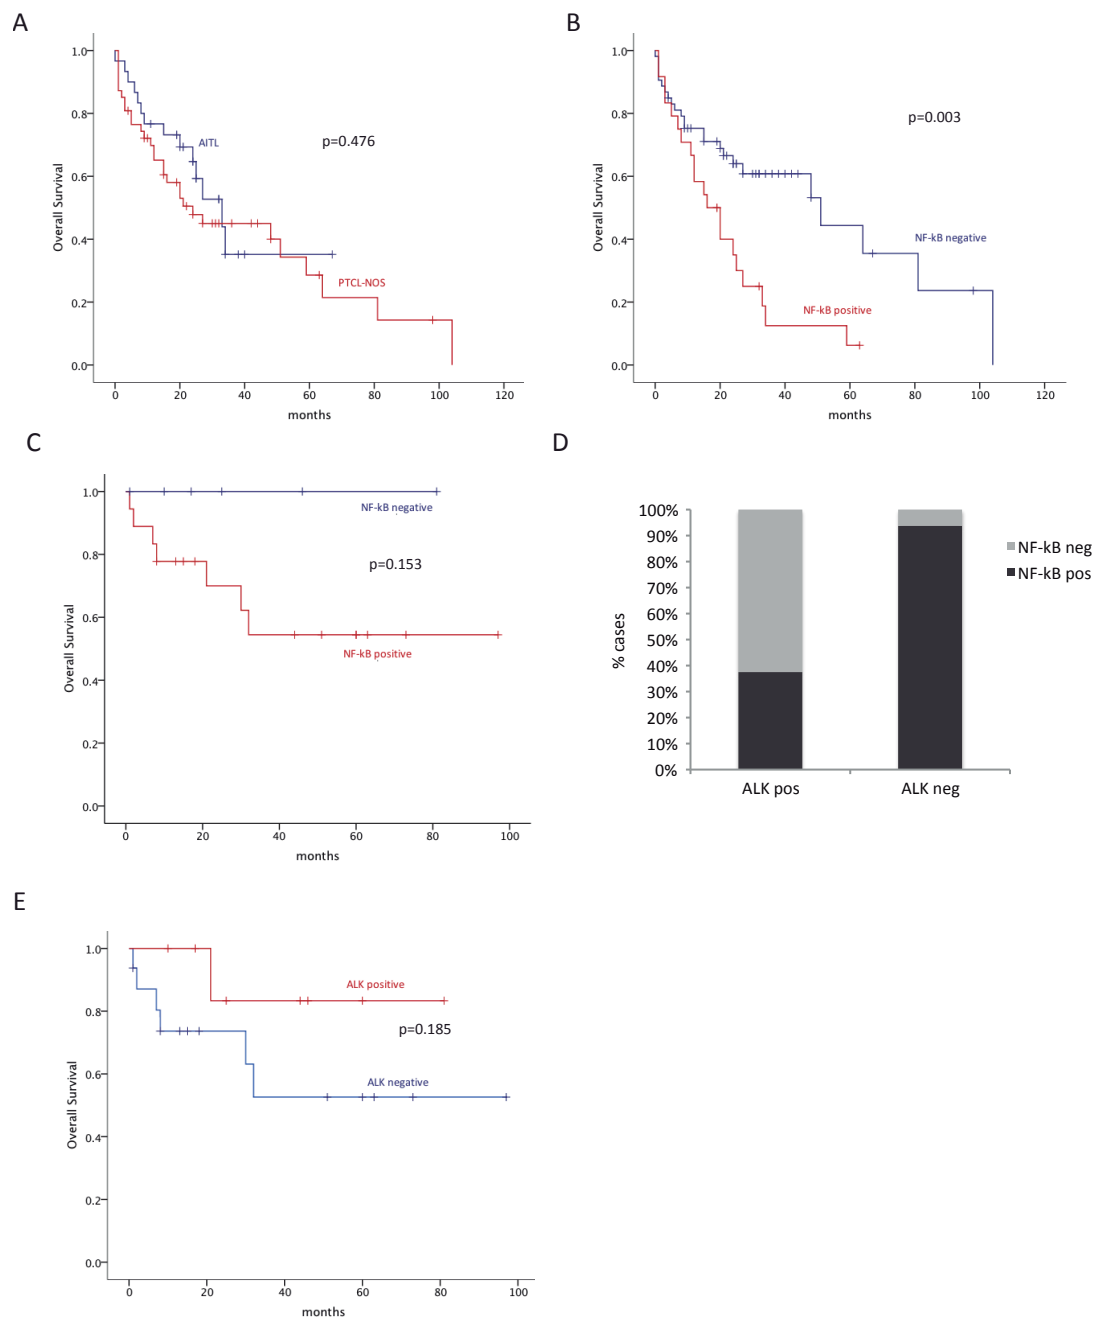 A
1.0
0.8
0.6
0.4
0.2
0.0
Overall Survival
AITL
p=0.476
PTCL-NOS
0 20 40 60 80 100 120
months
B
1.0
0.8
0.6
0.4
0.2
0.0
Overall Survival
p=0.003
NF-kB negative
NF-kB positive
0 20 40 60 80 100 120
months
C
1.0
0.8
0.6
0.4
0.2
0.0
Overall Survival
NF-kB negative
p=0.153
NF-kB positive
0 20 40 60 80 100
months
D
100%
90%
80%
70%
60%
50%
40%
30%
20%
10%
0%
% cases
NF-kB neg
NF-kB pos
ALK pos ALK neg
E
1.0
0.8
0.6
0.4
0.2
0.0
Overall Survival
ALK positive
p=0.185
ALK negative
0 20 40 60 80 100
months